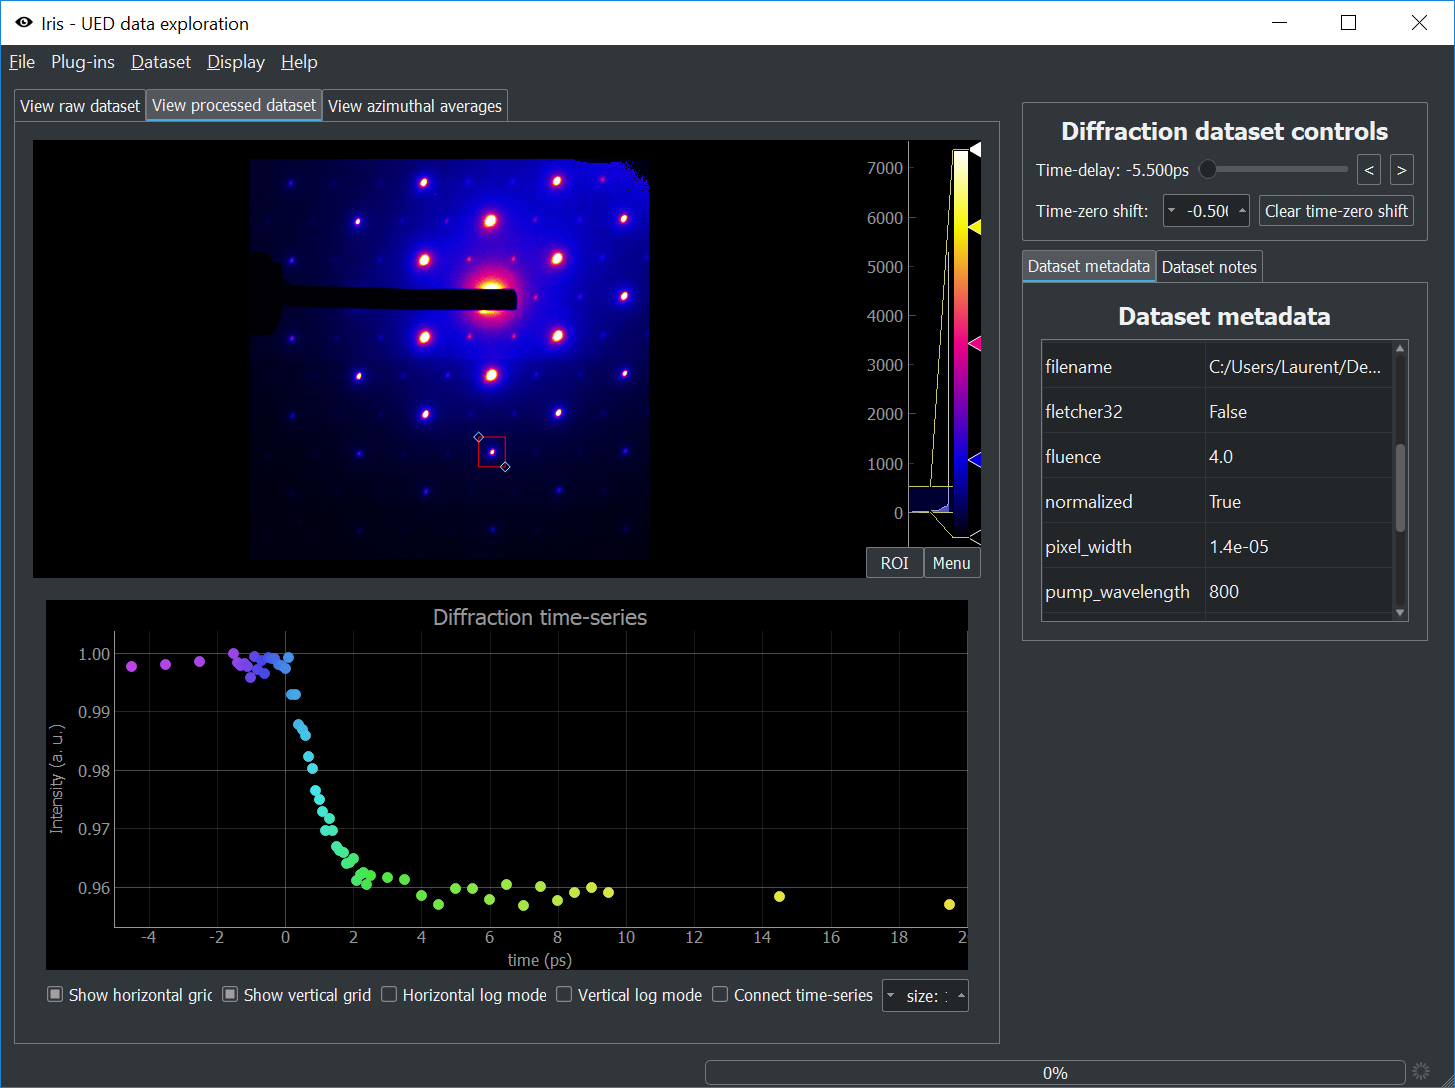 Iris - UED data exploration
File Plug-ins Dataset Display Help
View raw dataset View processed dataset View azimuthal averages
7000
6000
5000
4000
3000
2000
1000
0
ROI Menu
Diffraction time-series
1.00
0.99
0.98
0.97
0.96
Intensity (a. u.)
-4 -2 0 2 4 6 8 10 12 14 16 18
time (ps)
Show horizontal Show vertical grid Horizontal log mode Vertical log mode Connect time-series size:
Diffraction dataset controls
Time-delay: -5.500ps < >
Time-zero shift: -0.50 Clear time-zero shift
Dataset metadata Dataset notes
Dataset metadata
filename C:/Users/Laurent/De...
fletcher32 False
fluence 4.0
normalized True
pixel_width 1.4e-05
pump_wavelength 800
0%